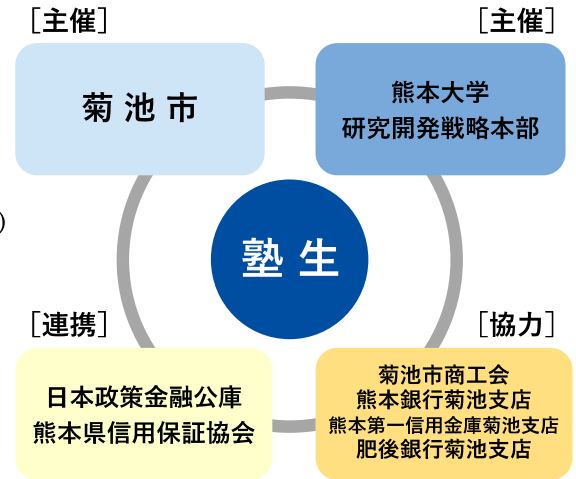 ［主催］
菊池市
［主催］
熊本大学
研究開発戦略本部
）
塾生
［連携］
日本政策金融公庫
熊本県信用保証協会
［協力］
菊池市商工会
熊本銀行菊池支店
熊本第一信用金庫菊池支店
肥後銀行菊池支店